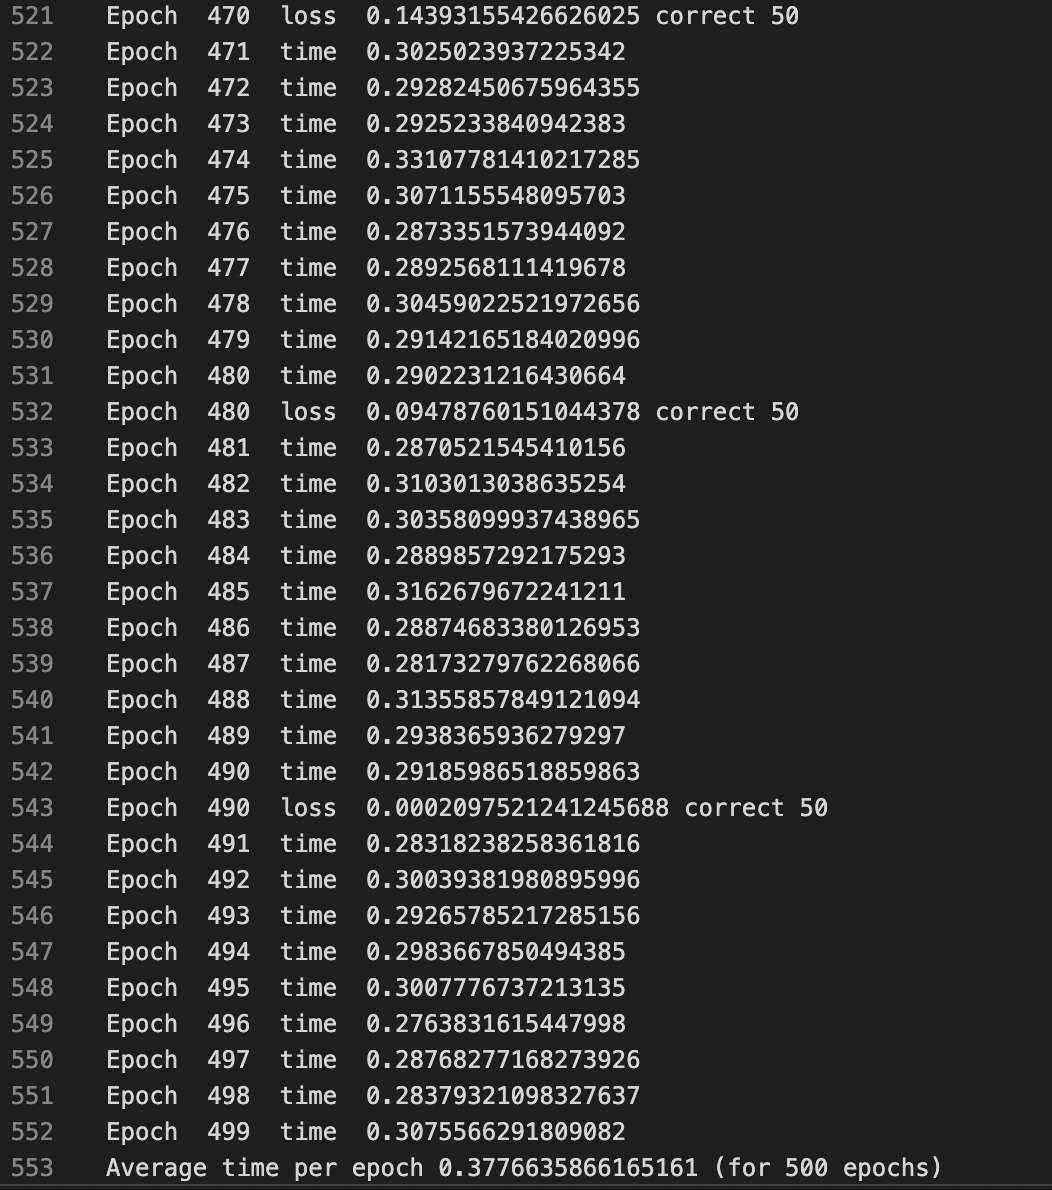 521 Epoch 470 loss 0.14393155426626025 correct 50
522 Epoch 471 time 0.3025023937225342
523 Epoch 472 time 0.29282450675964355
524 Epoch 473 time 0.2925233840942383
525 Epoch 474 time 0.33107781410217285
526 Epoch 475 time 0.3071155548095703
527 Epoch 476 time 0.2873351573944092
528 Epoch 477 time 0.2892568111419678
529 Epoch 478 time 0.30459022521972656
530 Epoch 479 time 0.29142165184020996
531 Epoch 480 time 0.2902231216430664
532 Epoch 480 loss 0.09478760151044378 correct 50
533 Epoch 481 time 0.2870521545410156
534 Epoch 482 time 0.3103013038635254
535 Epoch 483 time 0.30358099937438965
536 Epoch 484 time 0.2889857292175293
537 Epoch 485 time 0.3162679672241211
538 Epoch 486 time 0.28874683380126953
539 Epoch 487 time 0.28173279762268066
540 Epoch 488 time 0.31355857849121094
541 Epoch 489 time 0.2938365936279297
542 Epoch 490 time 0.29185986518859863
543 Epoch 490 loss 0.0002097521241245688 correct 50
544 Epoch 491 time 0.28318238258361816
545 Epoch 492 time 0.30039381980895996
546 Epoch 493 time 0.29265785217285156
547 Epoch 494 time 0.2983667850494385
548 Epoch 495 time 0.3007776737213135
549 Epoch 496 time 0.2763831615447998
550 Epoch 497 time 0.28768277168273926
551 Epoch 498 time 0.28379321098327637
552 Epoch 499 time 0.3075566291809082
553 Average time per epoch 0.3776635866165161 (for 500 epochs)